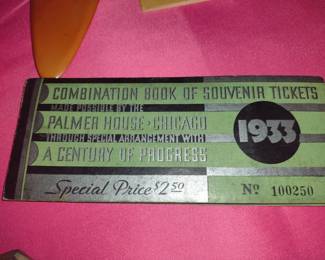 COMBINATION BOOK OF SOUVENIR TICKETS
MADE POSSIBLE BY THE
PALMER HOUSE - CHICAGO
THROUGH SPECIAL ARRANGEMENT WITH
A CENTURY OF PROGRESS
1933
Special Price $2.50
No 100250